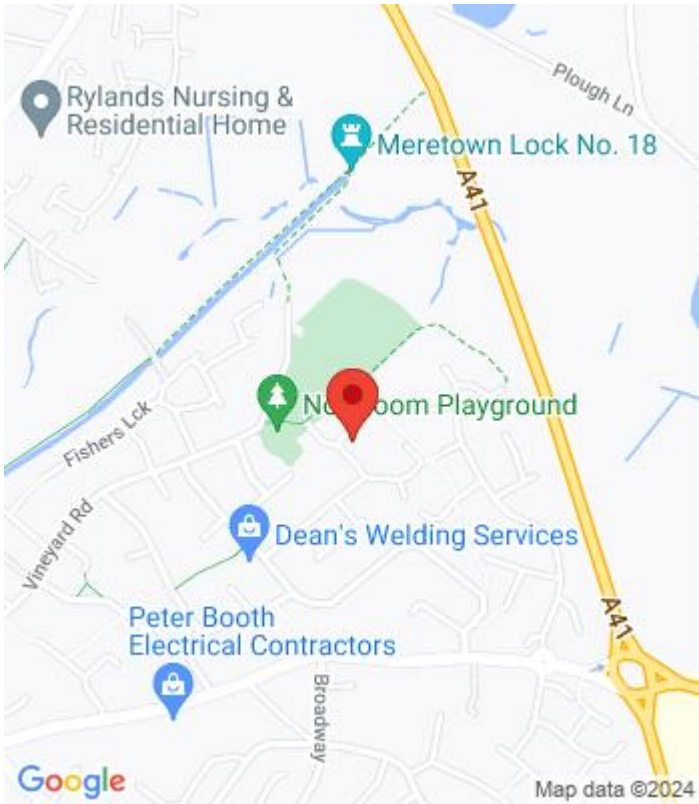 Plough Ln
Rylands Nursing &
Residential Home
Meretown Lock No. 18
A41
Playground
Fishers Lck
Vineyard Rd
Dean's Welding Services
A41
Peter Booth
Electrical Contractors
Broadway
Google
Map data ©2024